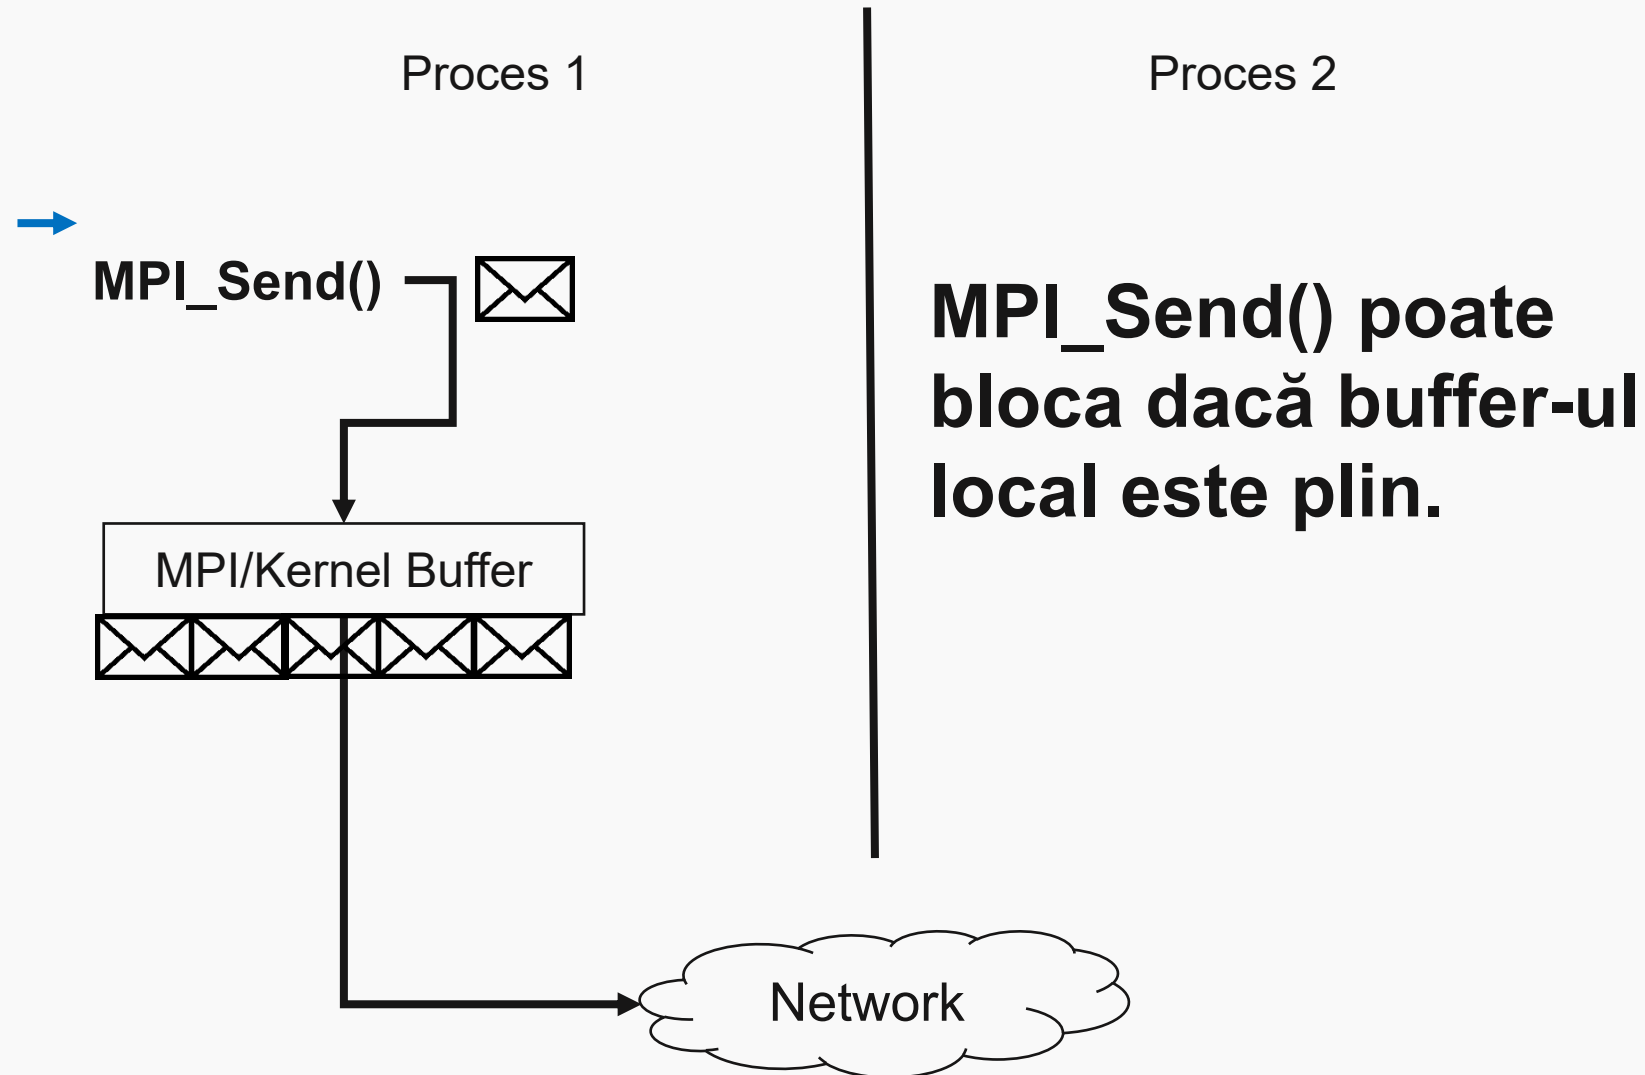 Proces 1
Proces 2
MPI_Send()
MPI_Send() poate
bloca dacă buffer-ul
local este plin.
MPI/Kernel Buffer
Network